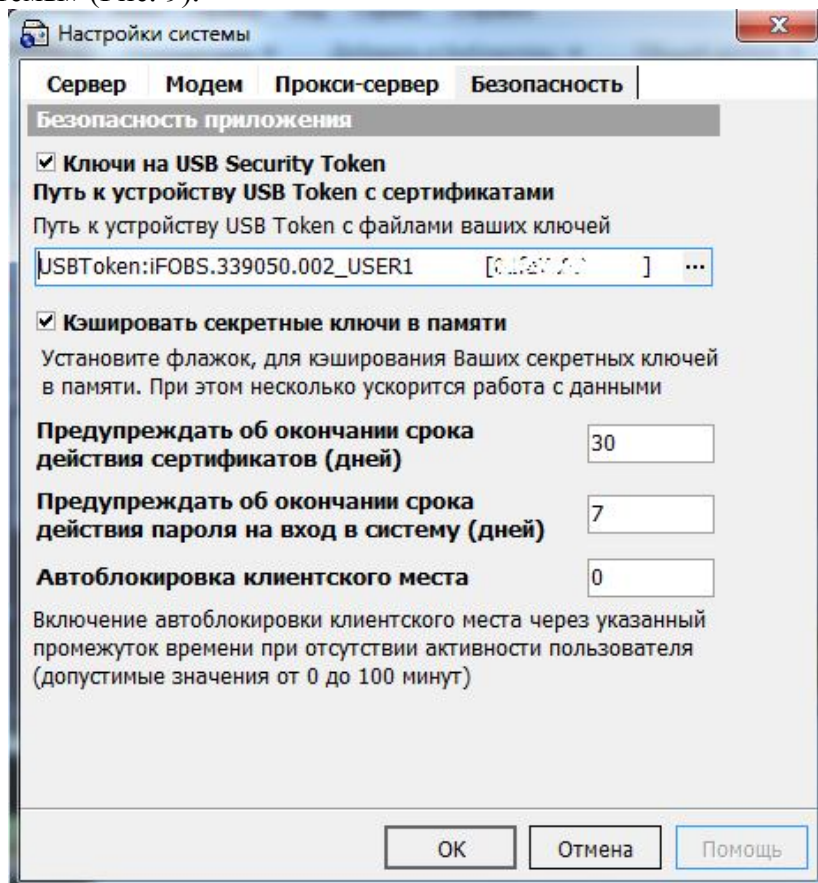 (Рис. 9).
Настройки системы
Сервер Модем Прокси-сервер Безопасность
Безопасность приложения
Ключи на USB Security Token
Путь к устройству USB Token с сертификатами
Путь к устройству USB Token с файлами ваших ключей
USBToken:iFOBS.339050.002_USER1 [ ] ...
Кэшировать секретные ключи в памяти
Установите флажок, для кэширования Ваших секретных ключей
в памяти. При этом несколько ускорится работа с данными
Предупреждать об окончании срока
действия сертификатов (дней) 30
Предупреждать об окончании срока
действия пароля на вход в систему (дней) 7
Автоблокировка клиентского места 0
Включение автоблокировки клиентского места через указанный
промежуток времени при отсутствии активности пользователя
(допустимые значения от 0 до 100 минут)
OK Отмена Помощь